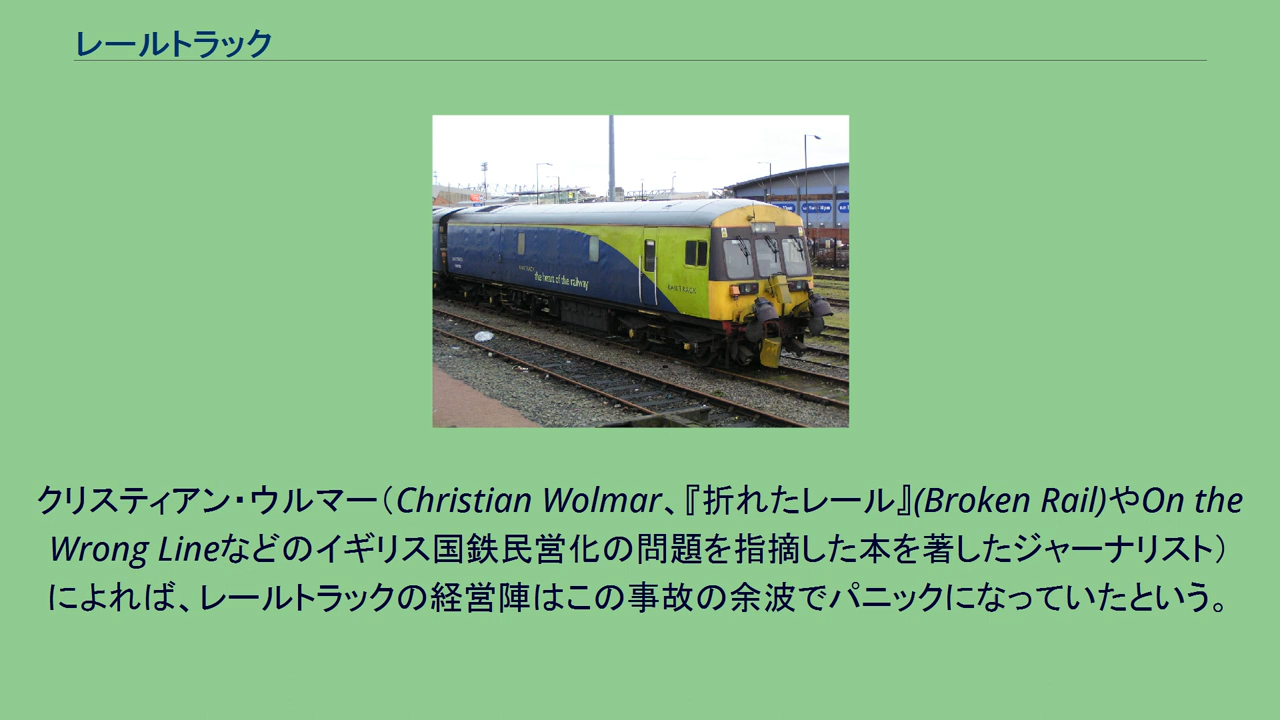 レールトラック
the heart of the railway
RAILTRACK
クリスティアン・ウルマー（Christian Wolmar、『折れたレール』(Broken Rail)やOn the
Wrong Lineなどのイギリス国鉄民営化の問題を指摘した本を著したジャーナリスト）
によれば、レールトラックの経営陣はこの事故の余波でパニックになっていたという。